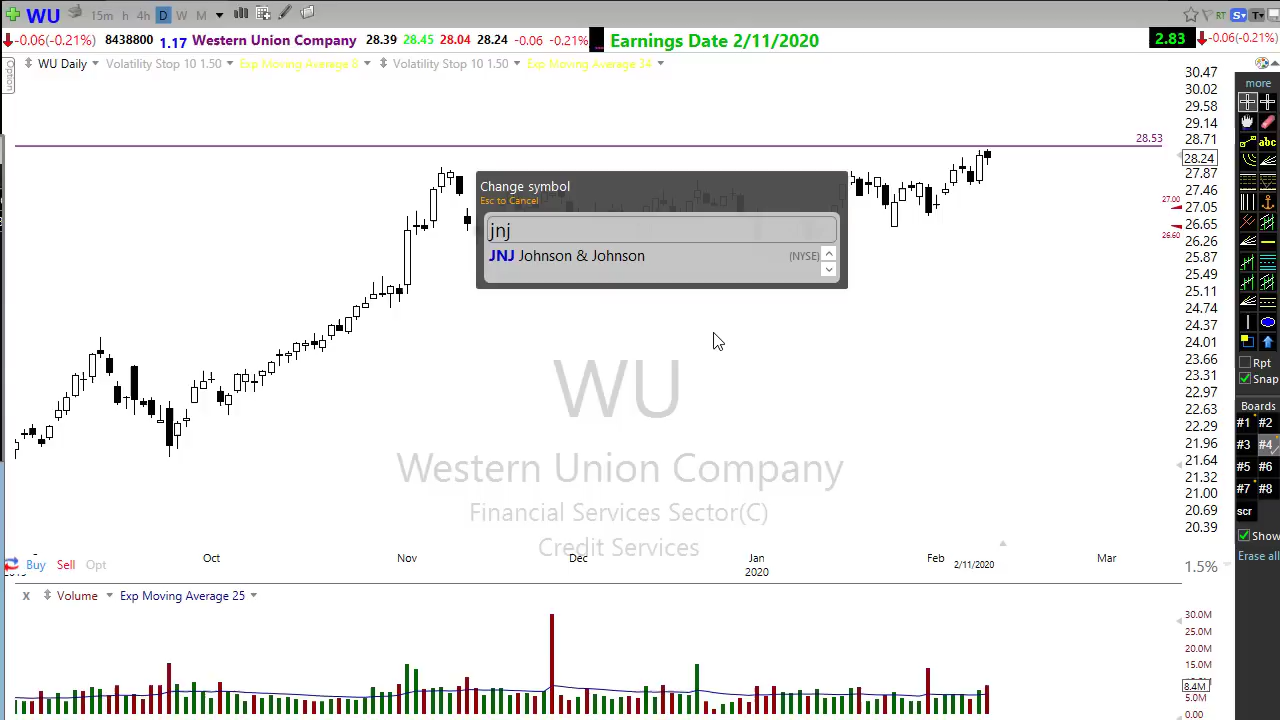 WU 15m h 4h D W M RT S T
-0.06(-0.21%) 8438800 1.17 Western Union Company 28.39 28.45 28.04 28.24 -0.06 -0.21% Earnings Date 2/11/2020 2.83 -0.06(-0.21%)
Option WU Daily Volatility Stop 10 1.50 Exp Moving Average 8 Volatility Stop 10 1.50 Exp Moving Average 34
30.47
30.02
29.58
29.14
28.71
28.24
27.87
27.46
27.05
26.65
26.26
25.87
25.49
25.11
24.74
24.37
24.01
23.66
23.31
22.97
22.63
22.29
21.96
21.64
21.32
21.00
20.69
20.39
28.53
27.00
26.60
Change symbol
Esc to Cancel
jnj
JNJ Johnson & Johnson (NYSE)
WU
Western Union Company
Financial Services Sector(C)
Credit Services
Oct Nov Dec Jan Feb Mar
2020 2/11/2020
Buy Sell Opt
1.5%
x Volume Exp Moving Average 25
30.0M
25.0M
20.0M
15.0M
8.4M
5.0M
0.00
more
abc
Rpt
Snap
Boards
#1 #2
#3 #4
#5 #6
#7 #8
scr
Show
Erase all